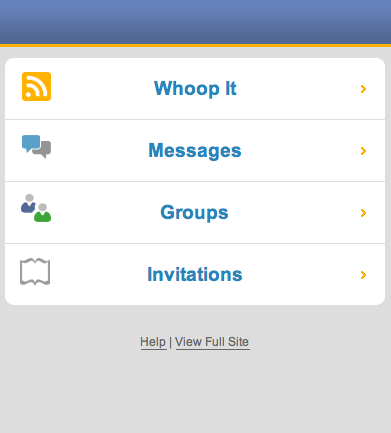 Whoop It
Messages
Groups
Invitations
Help | View Full Site